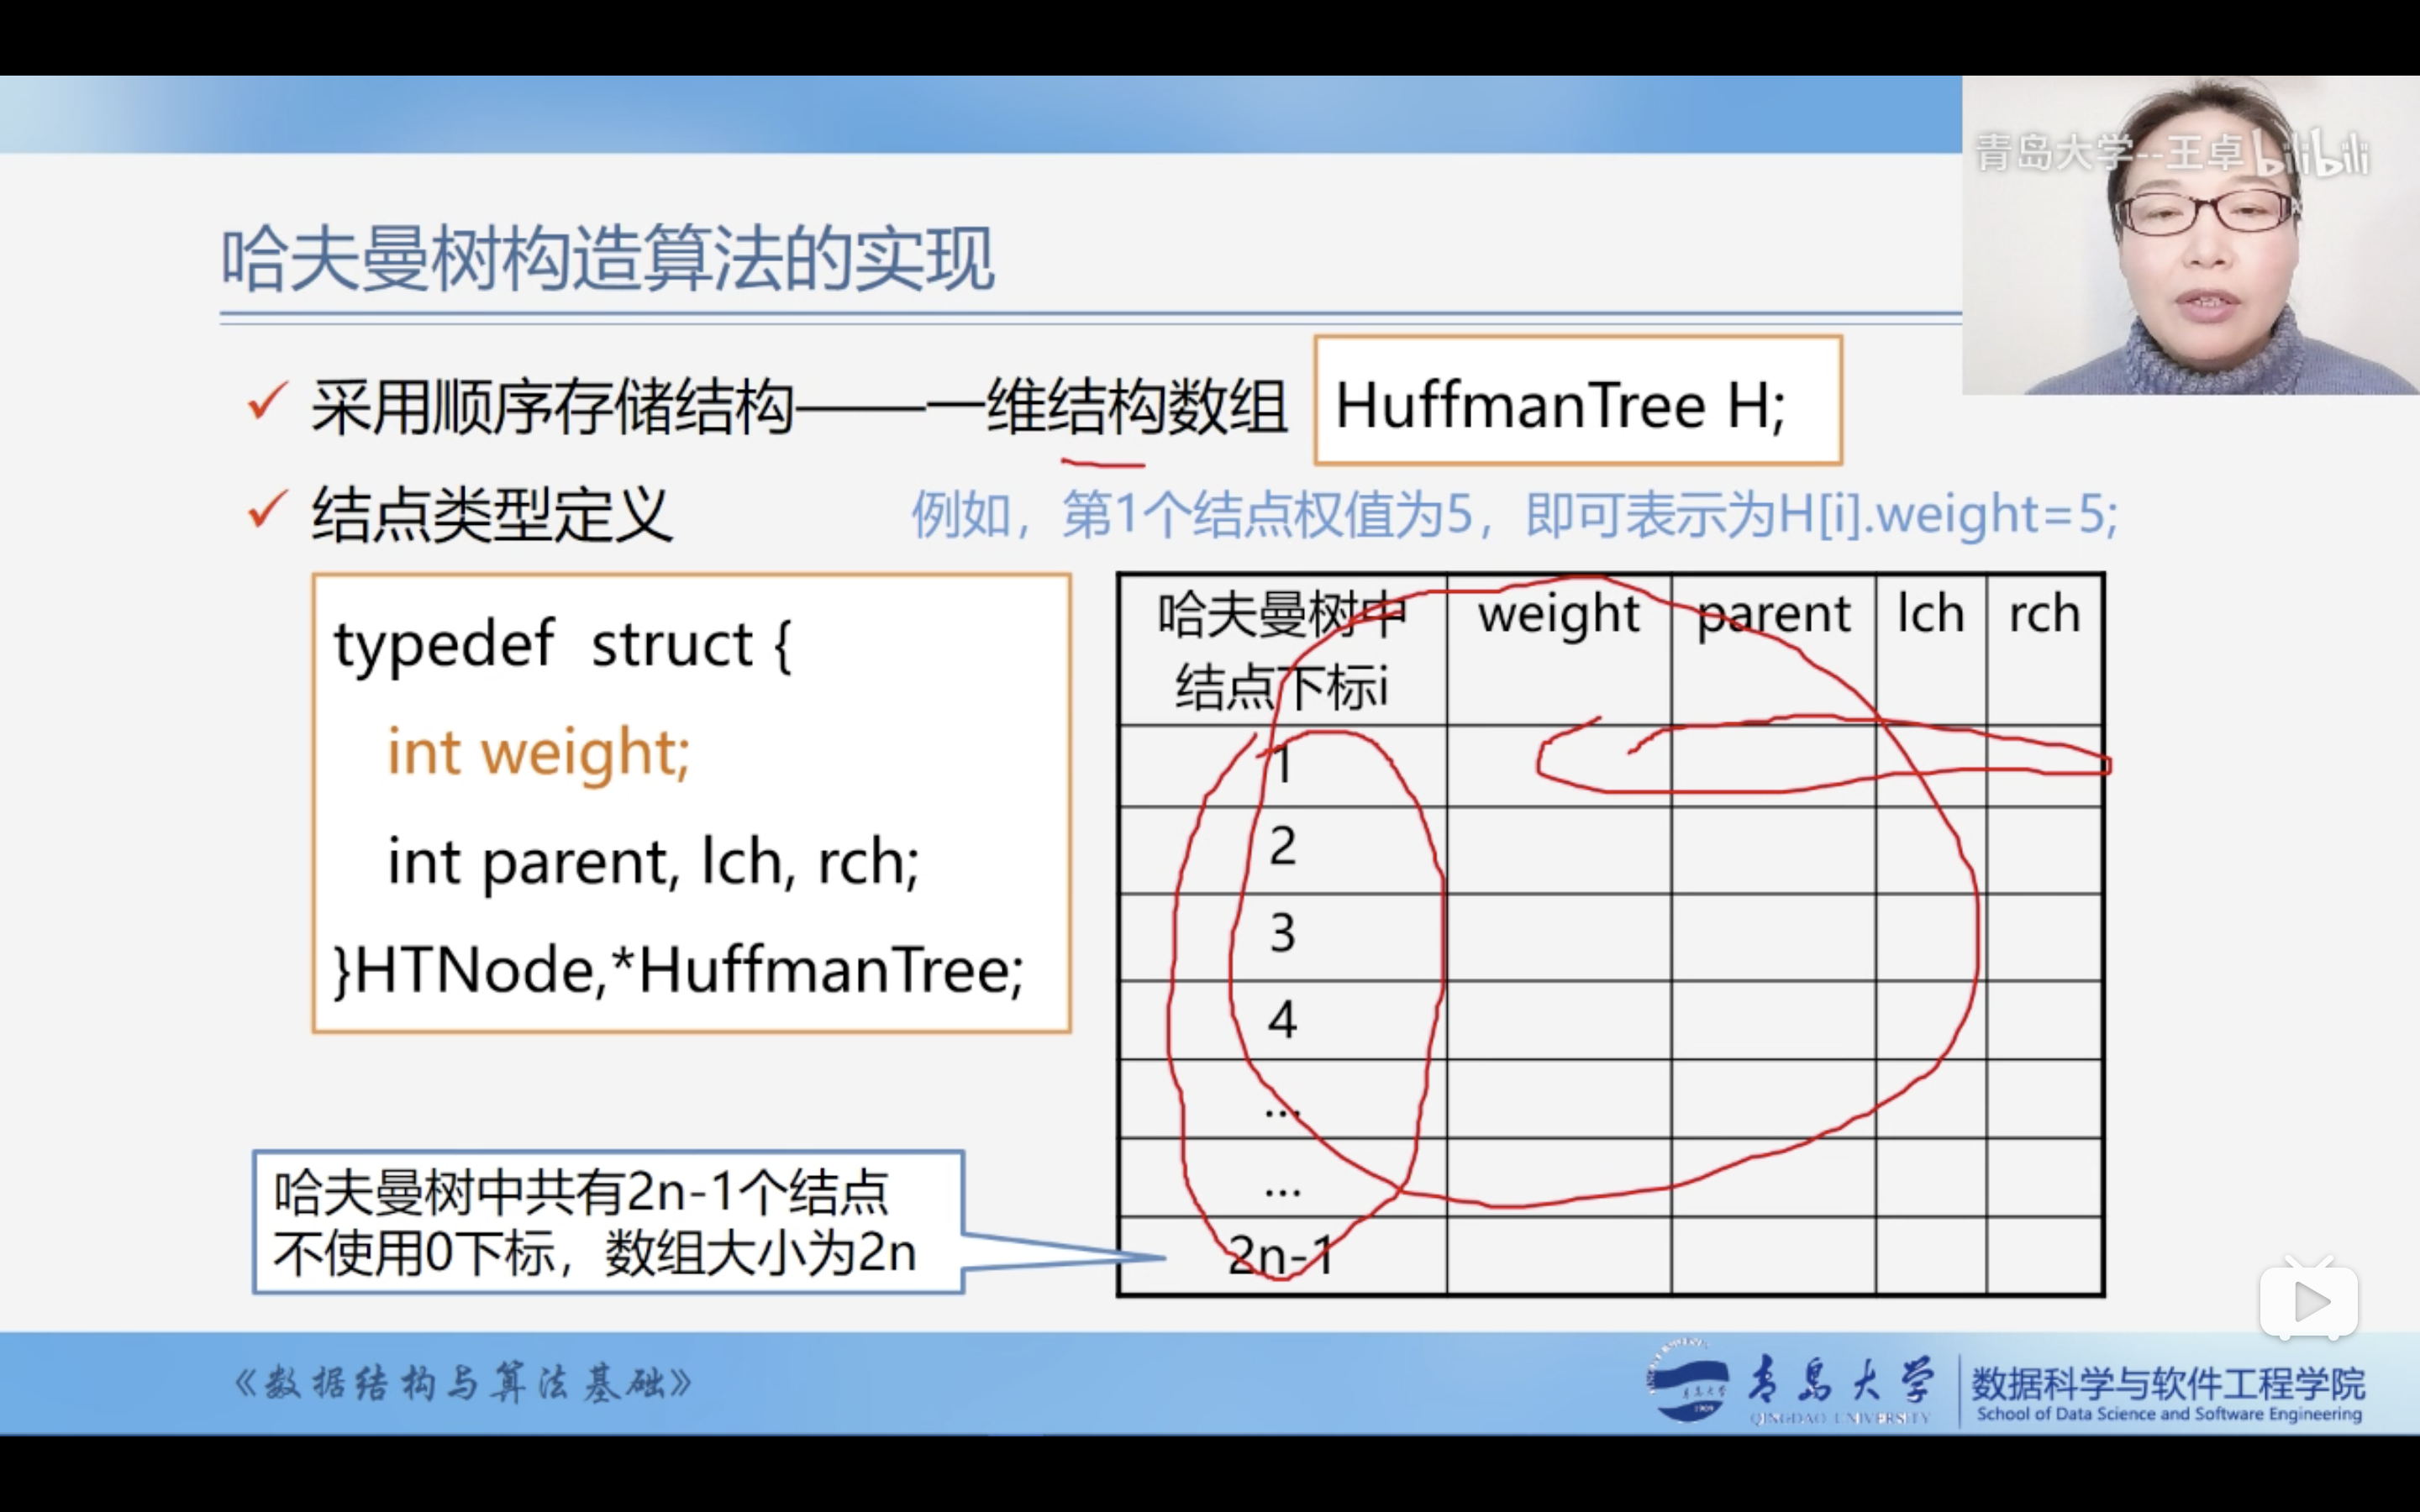 青岛大学--王卓 bilibili
哈夫曼树构造算法的实现
✓ 采用顺序存储结构——一维结构数组 HuffmanTree H;
✓ 结点类型定义 例如，第1个结点权值为5，即可表示为H[i].weight=5;
typedef struct {
int weight;
int parent, lch, rch;
}HTNode,*HuffmanTree;
哈夫曼树中 weight parent lch rch
结点下标i
1
2
3
4
...
...
2n-1
哈夫曼树中共有2n-1个结点
不使用0下标，数组大小为2n
《数据结构与算法基础》
青岛大学 数据科学与软件工程学院
QINGDAO UNIVERSITY School of Data Science and Software Engineering
1909